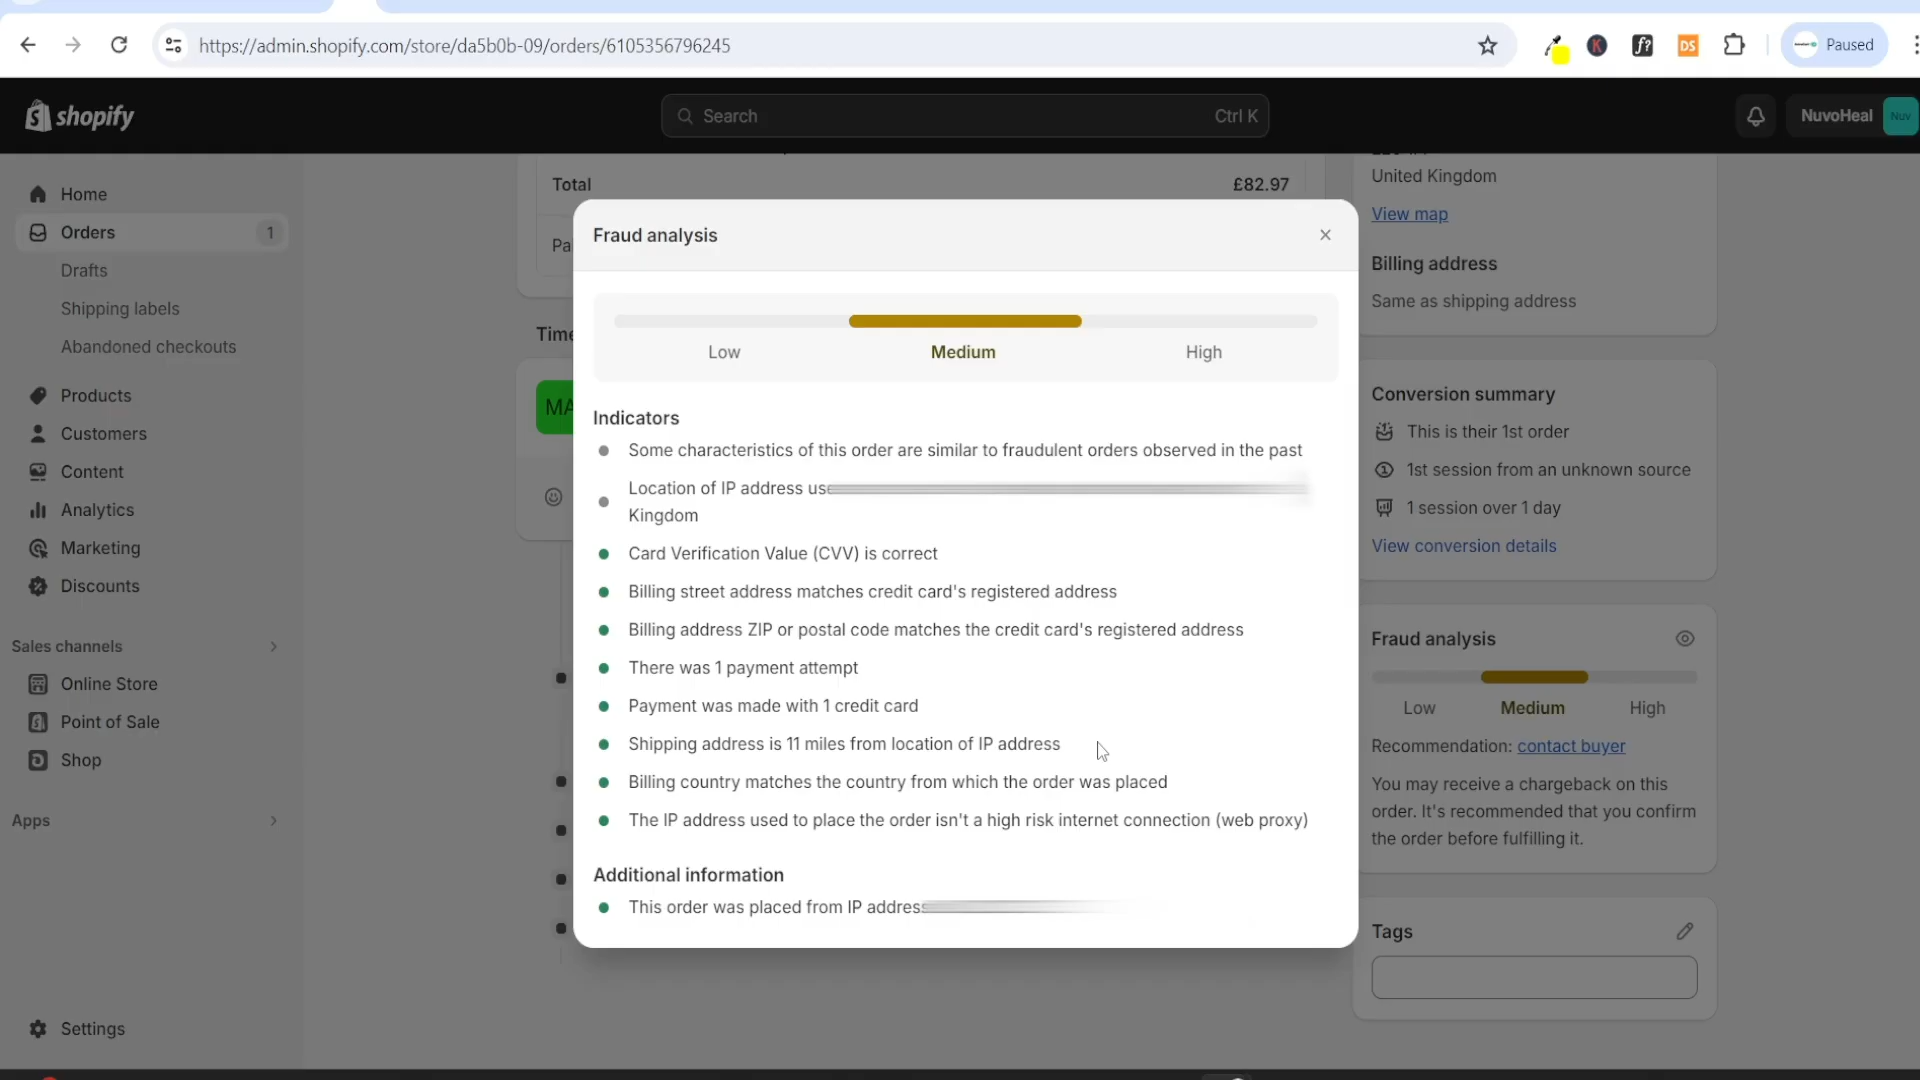 https://admin.shopify.com/store/da5b0b-09/orders/6105356796245
Paused
shopify
Search
Ctrl K
NuvoHeal
Nuv
Home
Orders
1
Drafts
Shipping labels
Abandoned checkouts
Products
Customers
Content
Analytics
Marketing
Discounts
Sales channels
Online Store
Point of Sale
Shop
Apps
Settings
Total
£82.97
Pa
Time
MA
Fraud analysis
Low
Medium
High
Indicators
Some characteristics of this order are similar to fraudulent orders observed in the past
Location of IP address
Kingdom
Card Verification Value (CVV) is correct
Billing street address matches credit card's registered address
Billing address ZIP or postal code matches the credit card's registered address
There was 1 payment attempt
Payment was made with 1 credit card
Shipping address is 11 miles from location of IP address
Billing country matches the country from which the order was placed
The IP address used to place the order isn't a high risk internet connection (web proxy)
Additional information
This order was placed from IP address
United Kingdom
View map
Billing address
Same as shipping address
Conversion summary
This is their 1st order
1st session from an unknown source
1 session over 1 day
View conversion details
Fraud analysis
Low
Medium
High
Recommendation: contact buyer
You may receive a chargeback on this
order. It's recommended that you confirm
the order before fulfilling it.
Tags